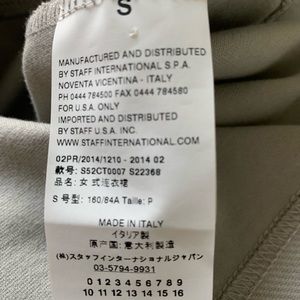 S
MANUFACTURED AND DISTRIBUTED
BY STAFF INTERNATIONAL S.P.A.
NOVENTA VICENTINA - ITALY
PH 0444 784500 FAX 0444 784580
FOR U.S.A. ONLY
DISTRIBUTED
BY STAFF U.S.A. INC.
WWW.STAFFINTERNATIONAL.COM
02PR/2014/1210 - 2014 02
款号: S52CT0007 S22368
品名: 女 式连衣裙
S 号型: 160/84A Taille: P
MADE IN ITALY
イタリア製
原产国: 意大利製造
(株)スタッフインターナショナルジャパン
03-5794-9931
0 1 2 3 4 5 6 7 8 9
10 11 12 13 14 15 16